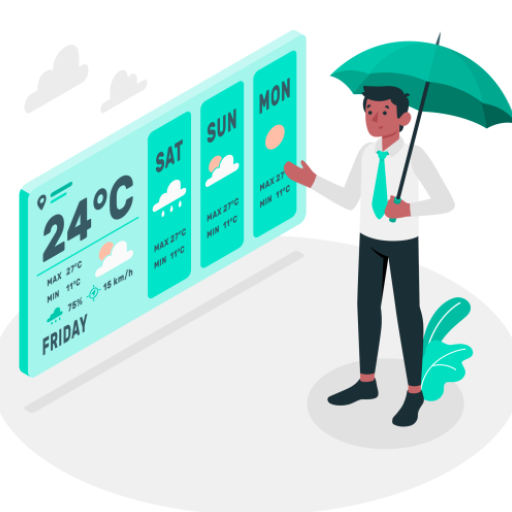 24°C
MAX 27°C
MIN 11°C
75%
15 km/h
FRIDAY
SAT
MAX 27°C
MIN 11°C
SUN
MAX 27°C
MIN 11°C
MON
MAX 27
MIN 11°C